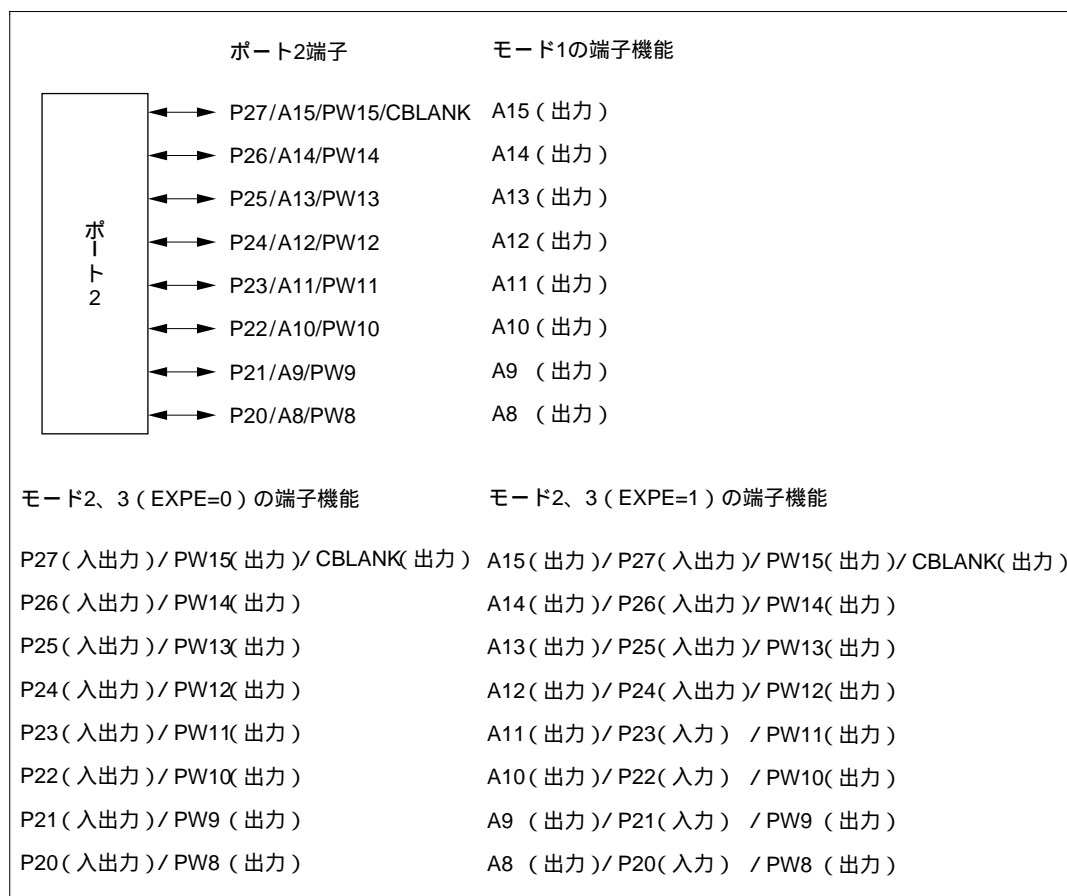 ポート2端子 モード1の端子機能
P27/A15/PW15/CBLANK A15(出力)
P26/A14/PW14 A14(出力)
P25/A13/PW13 A13(出力)
P24/A12/PW12 A12(出力)
P23/A11/PW11 A11(出力)
P22/A10/PW10 A10(出力)
P21/A9/PW9 A9 (出力)
P20/A8/PW8 A8 (出力)
ポート2
モード2、3(EXPE=0)の端子機能 モード2、3(EXPE=1)の端子機能
P27(入出力)/PW15(出力)/CBLANK(出力) A15(出力)/P27(入出力)/PW15(出力)/CBLANK(出力)
P26(入出力)/PW14(出力) A14(出力)/P26(入出力)/PW14(出力)
P25(入出力)/PW13(出力) A13(出力)/P25(入出力)/PW13(出力)
P24(入出力)/PW12(出力) A12(出力)/P24(入出力)/PW12(出力)
P23(入出力)/PW11(出力) A11(出力)/P23(入力) /PW11(出力)
P22(入出力)/PW10(出力) A10(出力)/P22(入力) /PW10(出力)
P21(入出力)/PW9(出力) A9 (出力)/P21(入力) /PW9 (出力)
P20(入出力)/PW8(出力) A8 (出力)/P20(入力) /PW8 (出力)